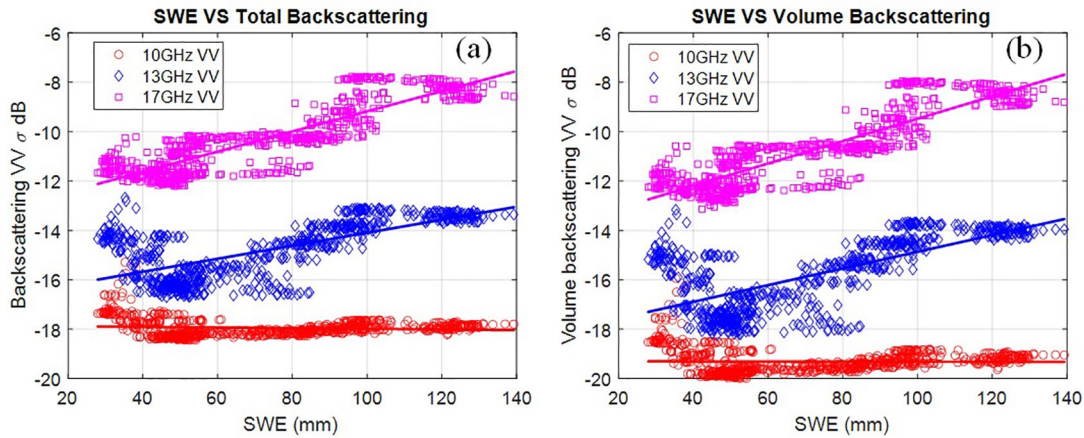 SWE VS Total Backscattering
(a)
10GHz VV
13GHz VV
17GHz VV
Backscattering VV σ dB
-6
-8
-10
-12
-14
-16
-18
-20
20 40 60 80 100 120 140
SWE (mm)
SWE VS Volume Backscattering
(b)
10GHz VV
13GHz VV
17GHz VV
Volume backscattering VV σ dB
-6
-8
-10
-12
-14
-16
-18
-20
20 40 60 80 100 120 140
SWE (mm)